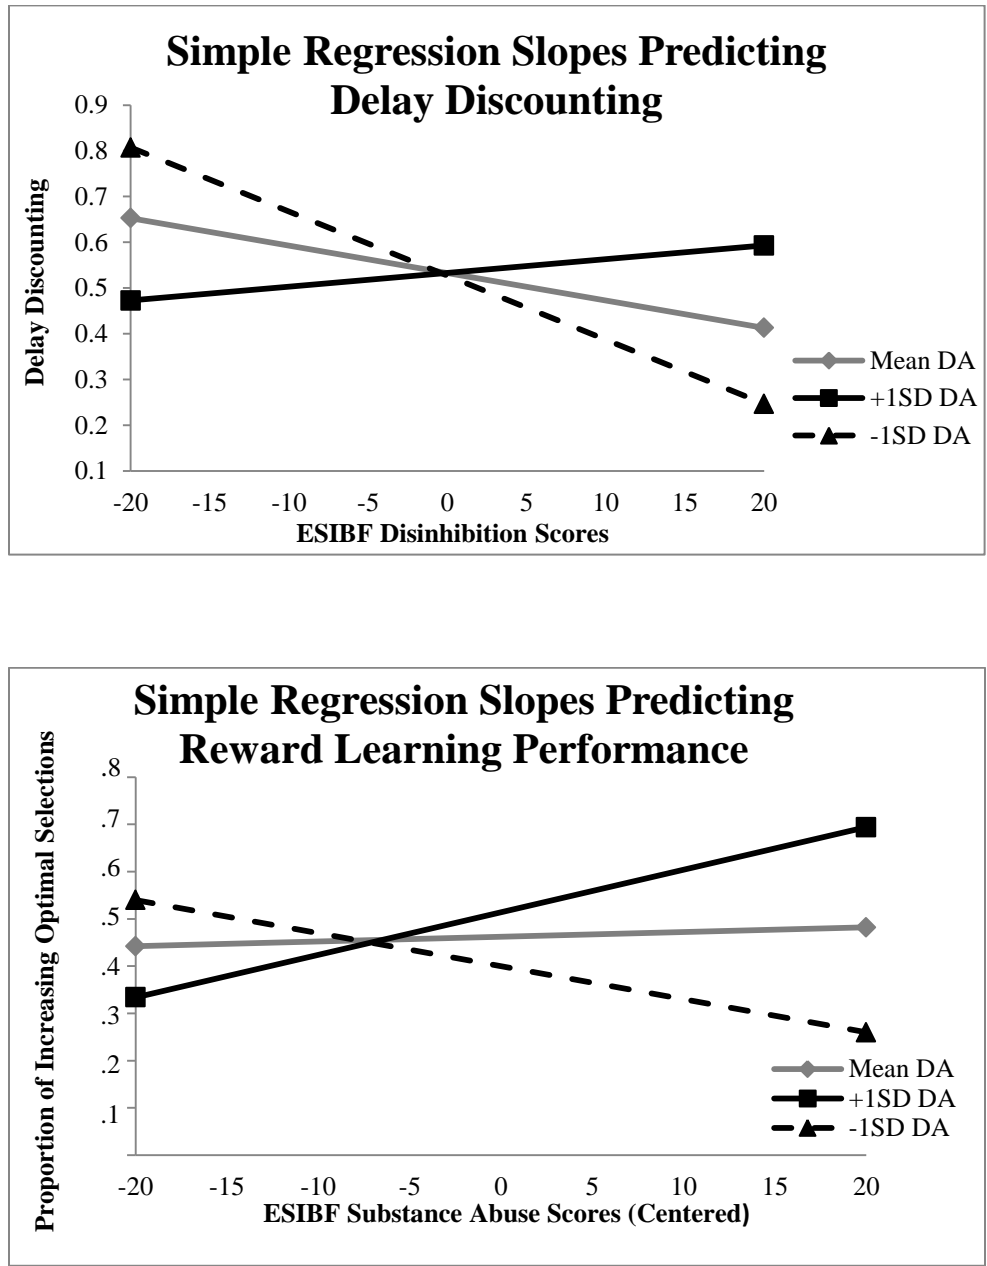 Simple Regression Slopes Predicting
Delay Discounting
Delay Discounting
0.9
0.8
0.7
0.6
0.5
0.4
0.3
0.2
0.1
-20 -15 -10 -5 0 5 10 15 20
ESIBF Disinhibition Scores
Mean DA
+1SD DA
-1SD DA
Simple Regression Slopes Predicting
Reward Learning Performance
Proportion of Increasing Optimal Selections
.8
.7
.6
.5
.4
.3
.2
.1
-20 -15 -10 -5 0 5 10 15 20
ESIBF Substance Abuse Scores (Centered)
Mean DA
+1SD DA
-1SD DA